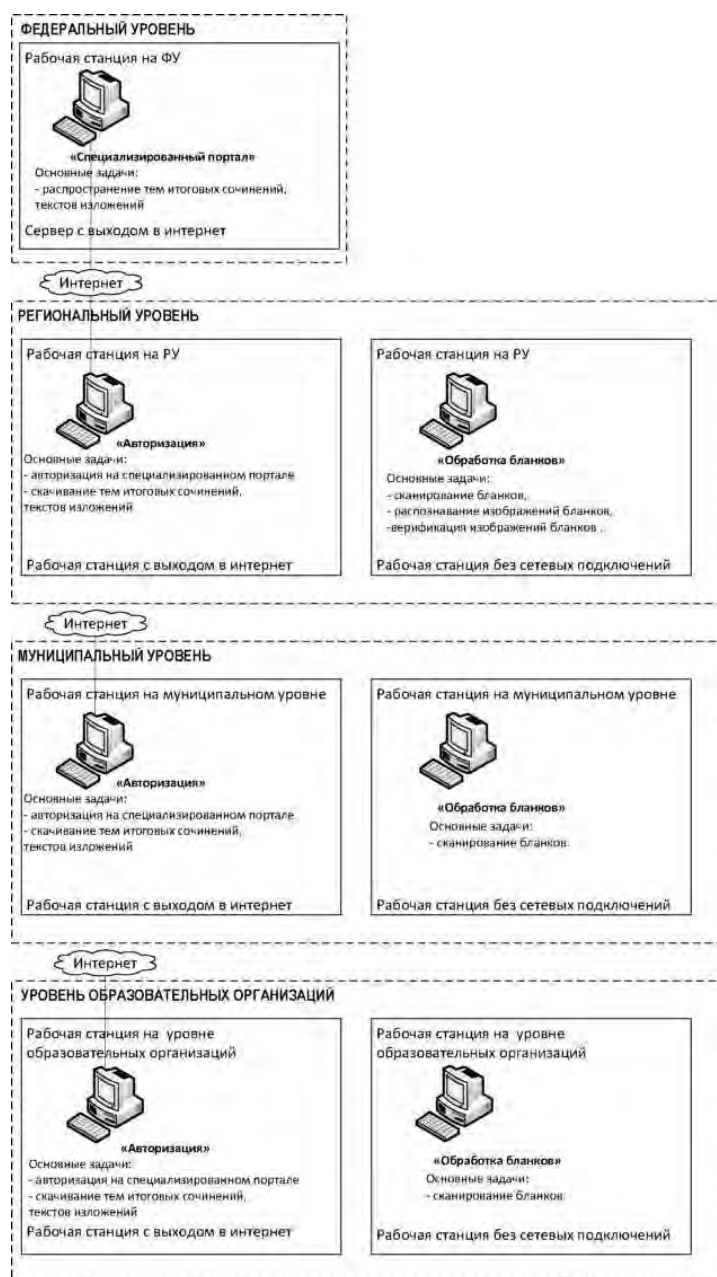 ФЕДЕРАЛЬНЫЙ УРОВЕНЬ
Рабочая станция на ФУ
«Специализированный портал»
Основные задачи:
- распространение тем итоговых сочинений,
текстов изложений
Сервер с выходом в интернет
Интернет
РЕГИОНАЛЬНЫЙ УРОВЕНЬ
Рабочая станция на РУ
«Авторизация»
Основные задачи:
- авторизация на специализированном портале
- скачивание тем итоговых сочинений,
текстов изложений
Рабочая станция с выходом в интернет
Рабочая станция на РУ
«Обработка бланков»
Основные задачи:
- сканирование бланков,
- распознавание изображений бланков,
-верификация изображений бланков ..
Рабочая станция без сетевых подключений
Интернет
МУНИЦИПАЛЬНЫЙ УРОВЕНЬ
Рабочая станция на муниципальном уровне
«Авторизация»
Основные задачи:
- авторизация на специализированном портале
- скачивание тем итоговых сочинений,
текстов изложений
Рабочая станция с выходом в интернет
Рабочая станция на муниципальном уровне
«Обработка бланков»
Основные задачи:
- сканирование бланков.
Рабочая станция без сетевых подключений
Интернет
УРОВЕНЬ ОБРАЗОВАТЕЛЬНЫХ ОРГАНИЗАЦИЙ
Рабочая станция на уровне
образовательных организаций
«Авторизация»
Основные задачи:
- авторизация на специализированном портале
- скачивание тем итоговых сочинений,
текстов изложений
Рабочая станция с выходом в интернет
Рабочая станция на уровне
образовательных организаций
«Обработка бланков»
Основные задачи:
- сканирование бланков.
Рабочая станция без сетевых подключений